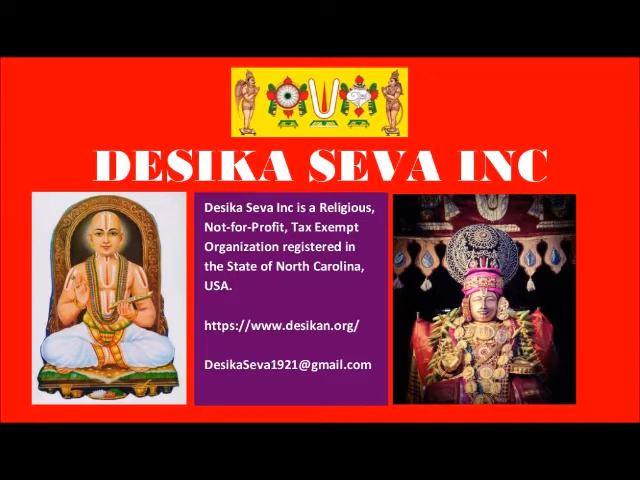 DESIKA SEVA INC
Desika Seva Inc is a Religious,
Not-for-Profit, Tax Exempt
Organization registered in
the State of North Carolina,
USA.
https://www.desikan.org/
DesikaSeva1921@gmail.com